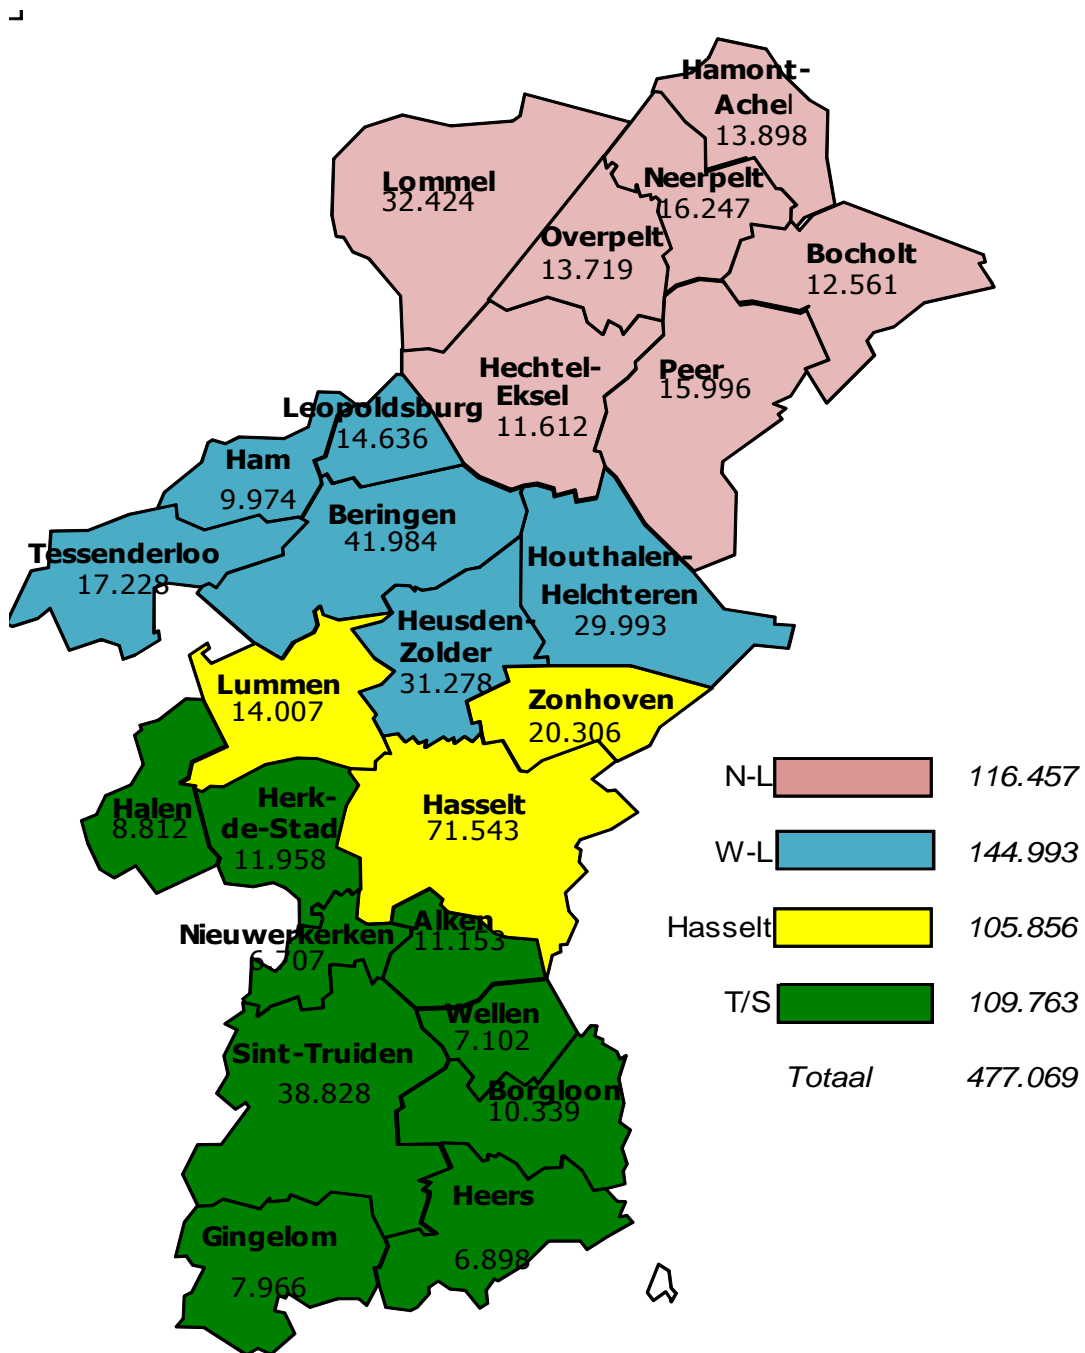 Hamont-
Achel
13.898
Lommel
32.424
Neerpelt
16.247
Overpelt
13.719
Bocholt
12.561
Hechtel-
Eksel
11.612
Peer
15.996
Leopoldsburg
14.636
Ham
9.974
Beringen
41.984
Tessenderloo
17.228
Houthalen-
Helchteren
29.993
Heusden-
Zolder
31.278
Lummen
14.007
Zonhoven
20.306
Halen
8.812
Herk-
de-Stad
11.958
Hasselt
71.543
Nieuwerkerken
6.707
Alken
11.153
Wellen
7.102
Sint-Truiden
38.828
Borgloon
10.339
Heers
6.898
Gingelom
7.966
N-L 116.457
W-L 144.993
Hasselt 105.856
T/S 109.763
Totaal 477.069